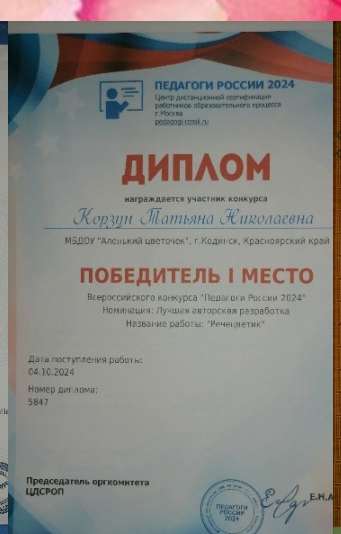 ПЕДАГОГИ РОССИИ 2024
Центр дистанционной сертификации
работников образовательного процесса
г.Москва
ДИПЛОМ
награждается участник конкурса
Корзун Татьяна Николаевна
МБДОУ "Аленький цветочек", г.Кодинск, Красноярский край
ПОБЕДИТЕЛЬ I МЕСТО
Всероссийского конкурса "Педагоги России 2024"
Номинация: Лучшая авторская разработка
Название работы: "Речецветик"
Дата поступления работы:
04.10.2024
Номер диплома:
5847
Председатель оргкомитета
ЦДСРОП
Е.Н.А
ПЕДАГОГИ
РОССИИ
2024